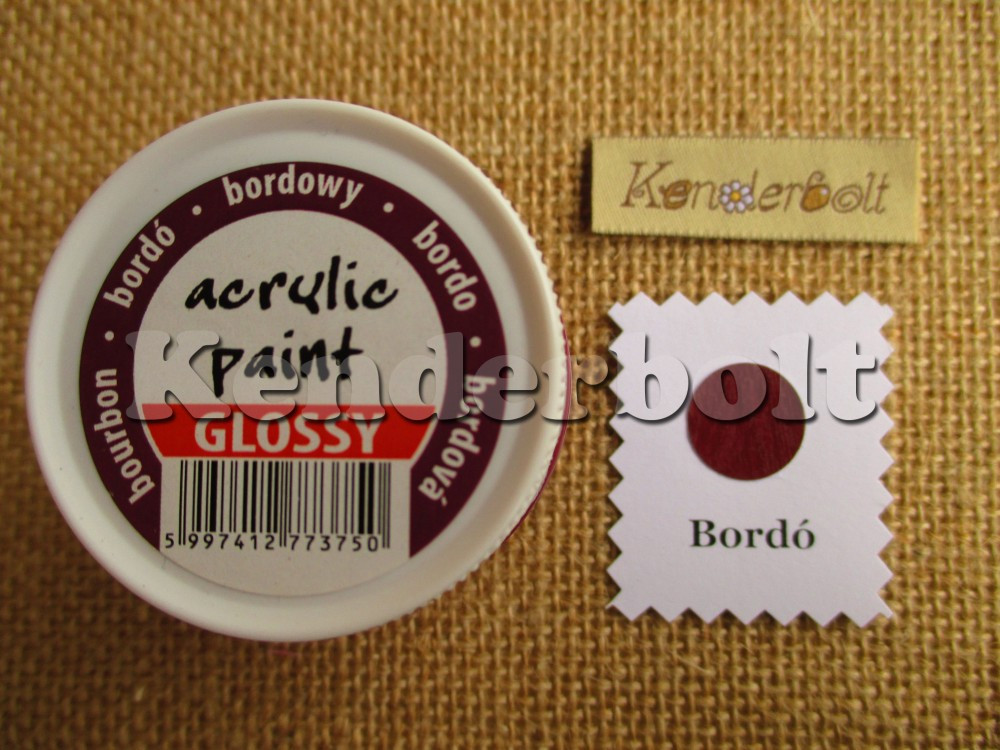 bourbon • bordó • bordowy • bordo • bordová
acrylic
paint
GLOSSY
5 997412 773750
Kenderbolt
Bordó
Kenderbolt